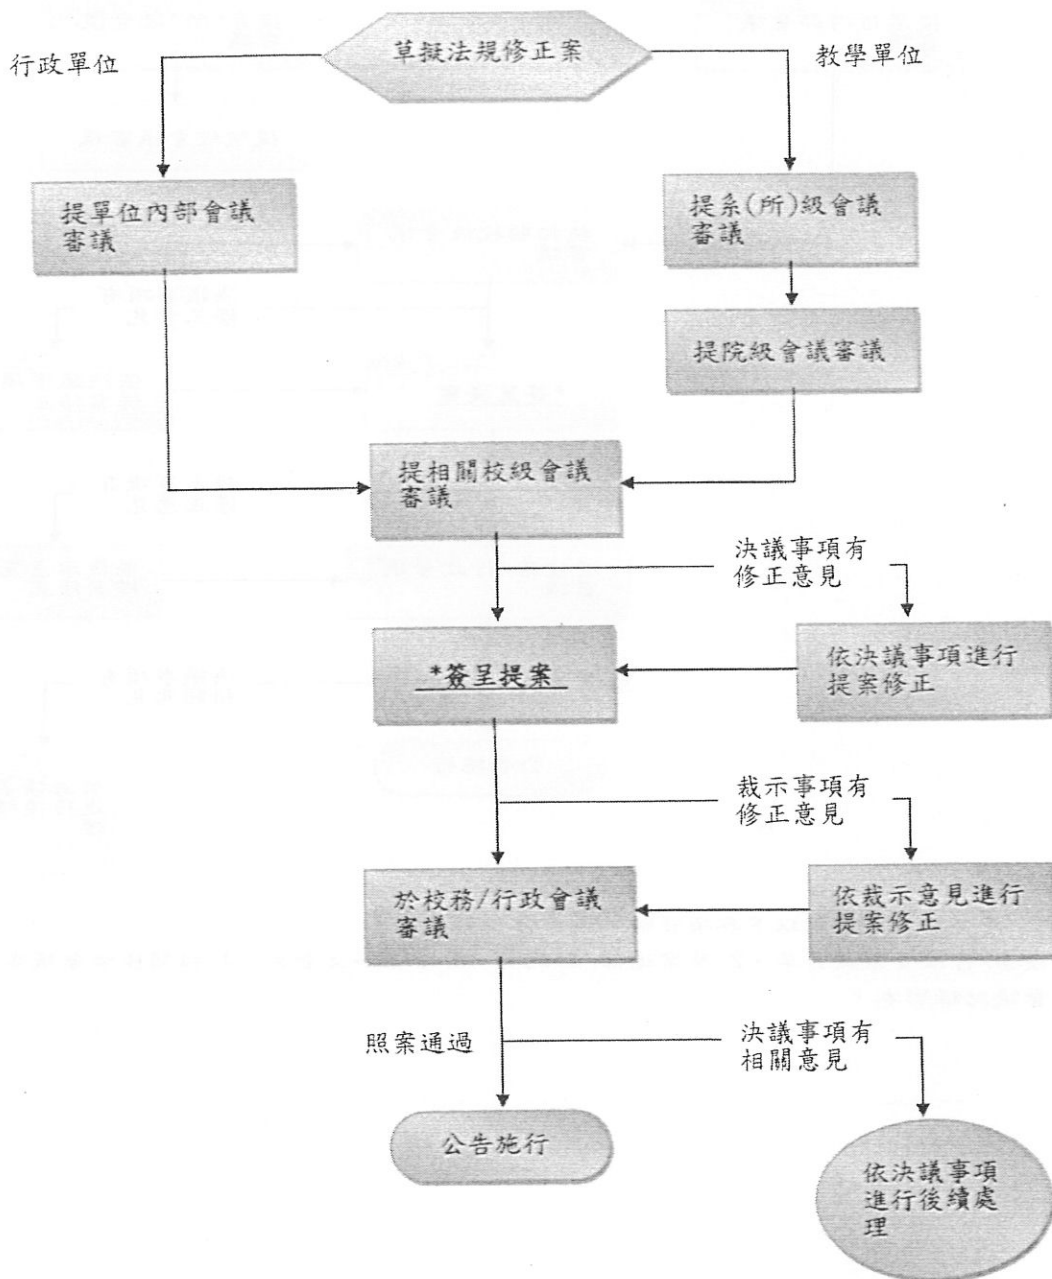 草擬法規修正案
行政單位
教學單位
提單位內部會議
審議
提系(所)級會議
審議
提院級會議審議
提相關校級會議
審議
決議事項有
修正意見
*簽呈提案
依決議事項進行
提案修正
裁示事項有
修正意見
於校務/行政會議
審議
依裁示意見進行
提案修正
照案通過
決議事項有
相關意見
公告施行
依決議事項
進行後續處
理